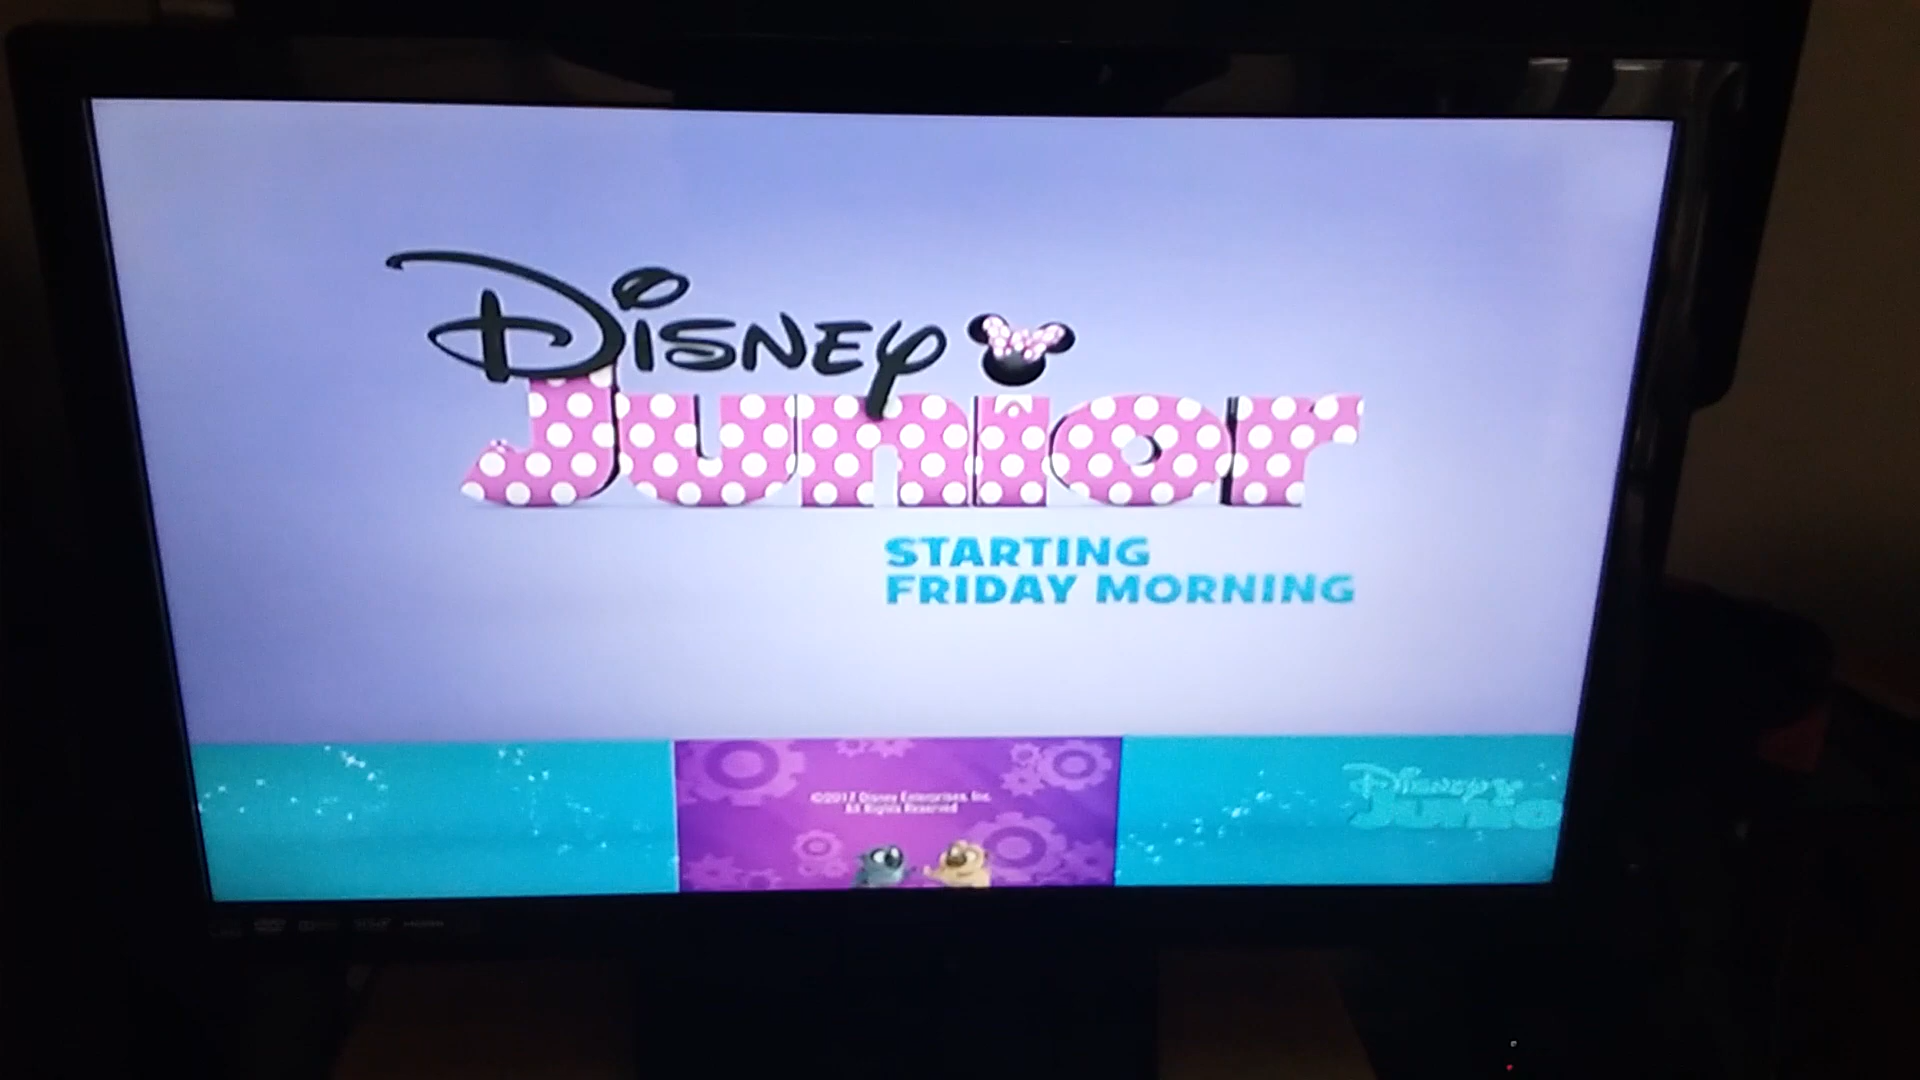 Disney
Junior
STARTING
FRIDAY MORNING
©2017 Disney Enterprises, Inc.
All Rights Reserved
Disney
Junior